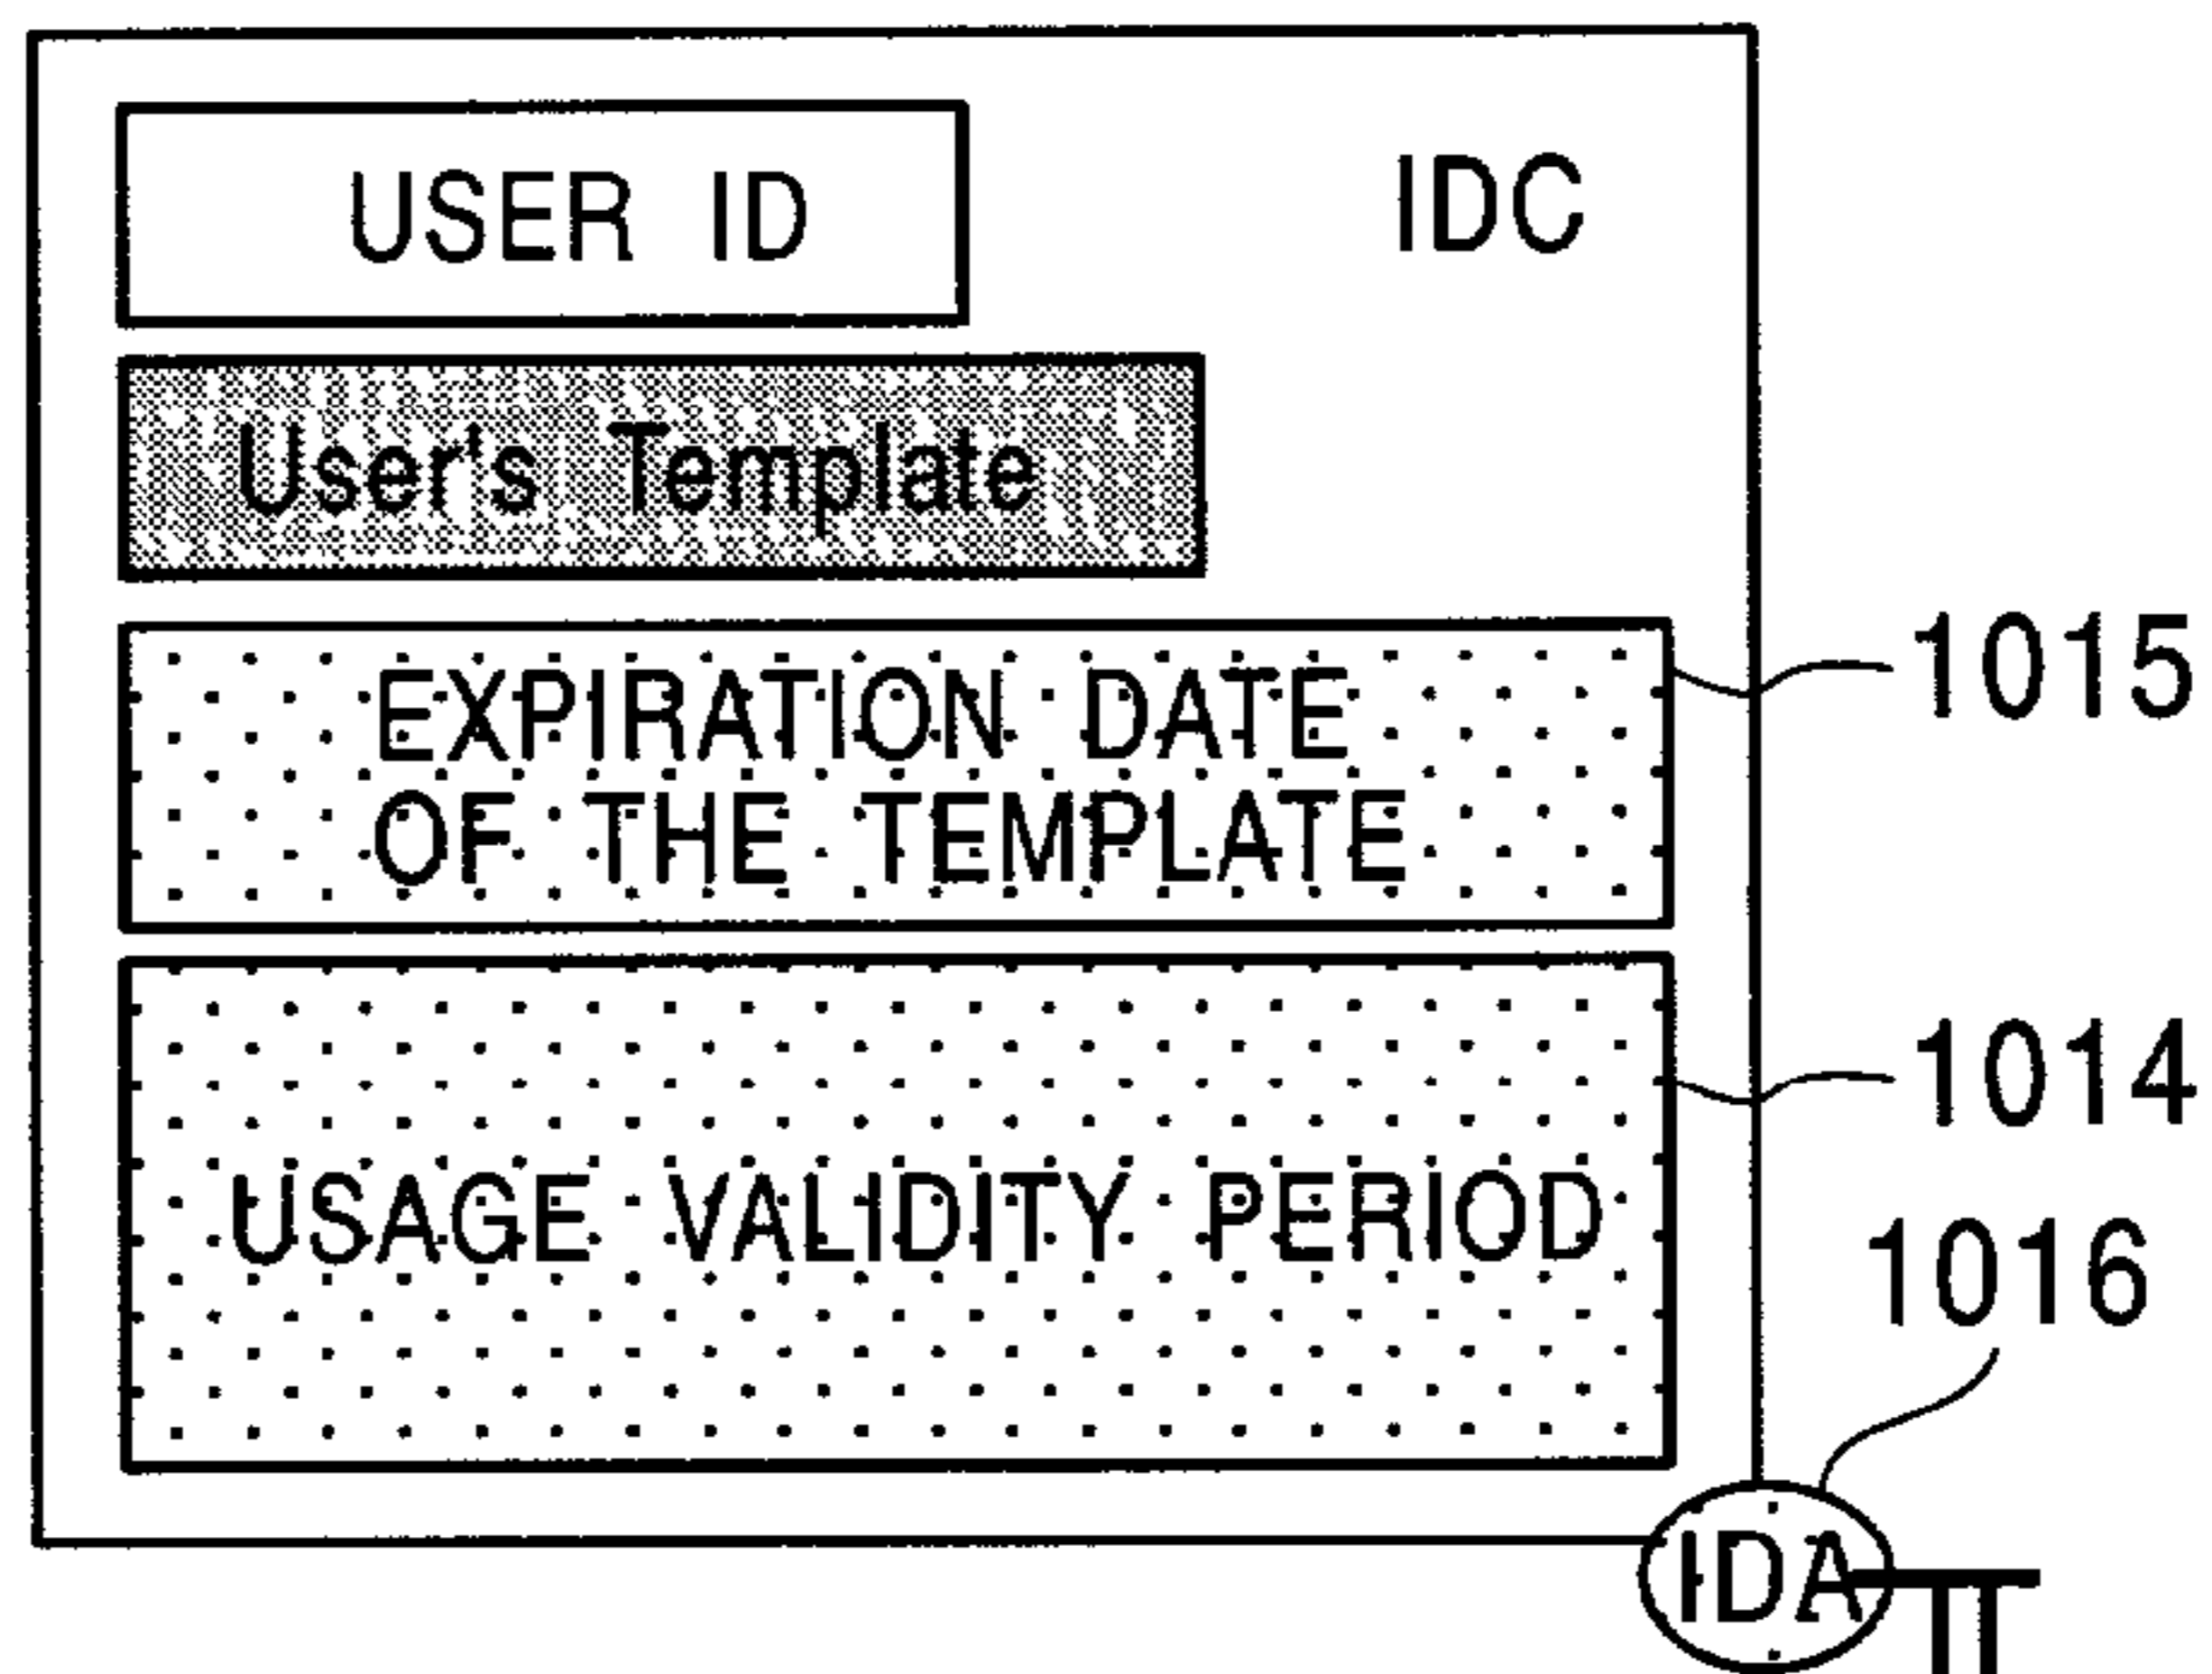 USER ID
IDC
User's Template
EXPIRATION DATE
OF THE TEMPLATE
1015
USAGE VALIDITY PERIOD
1014
1016
IDA